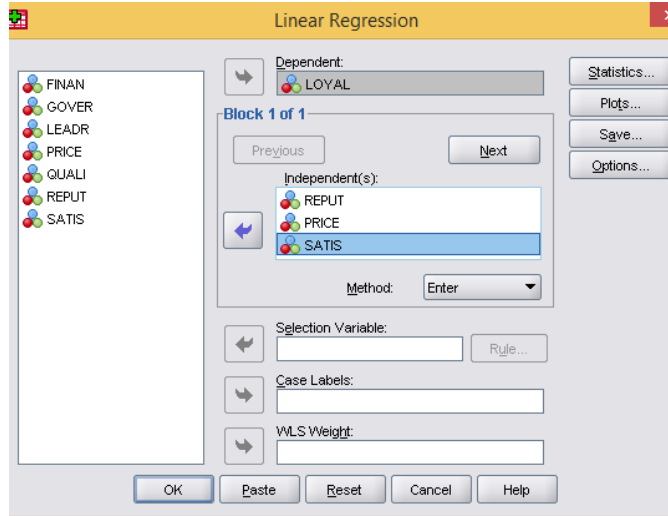 Linear Regression
FINAN
GOVER
LEADR
PRICE
QUALI
REPUT
SATIS
Dependent:
LOYAL
Block 1 of 1
Previous
Next
Independent(s):
REPUT
PRICE
SATIS
Method:
Enter
Selection Variable:
Rule...
Case Labels:
WLS Weight:
Statistics...
Plots...
Save...
Options...
OK
Paste
Reset
Cancel
Help